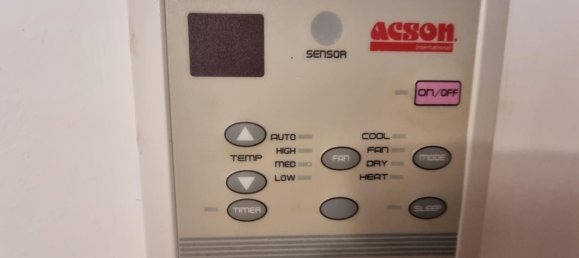 ACSON
International
SENSOR
ON/OFF
AUTO
HIGH
MED
LOW
TEMP
FAN
COOL
FAN
DRY
HEAT
MODE
TIMER
SLEEP